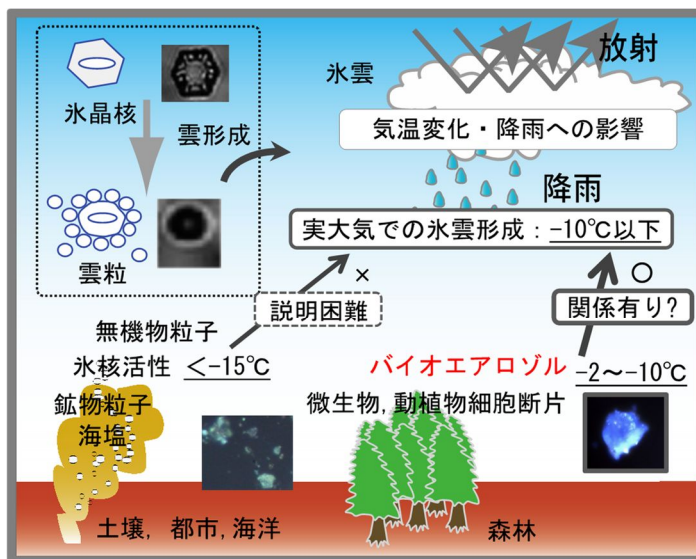 氷晶核
雲形成
雲粒
氷雲
放射
気温変化・降雨への影響
降雨
実大気での氷雲形成：-10℃以下
×
説明困難
○
関係有り?
無機物粒子
氷核活性 <-15℃
鉱物粒子
海塩
バイオエアロゾル -2～-10℃
微生物,動植物細胞断片
土壌, 都市,海洋
森林